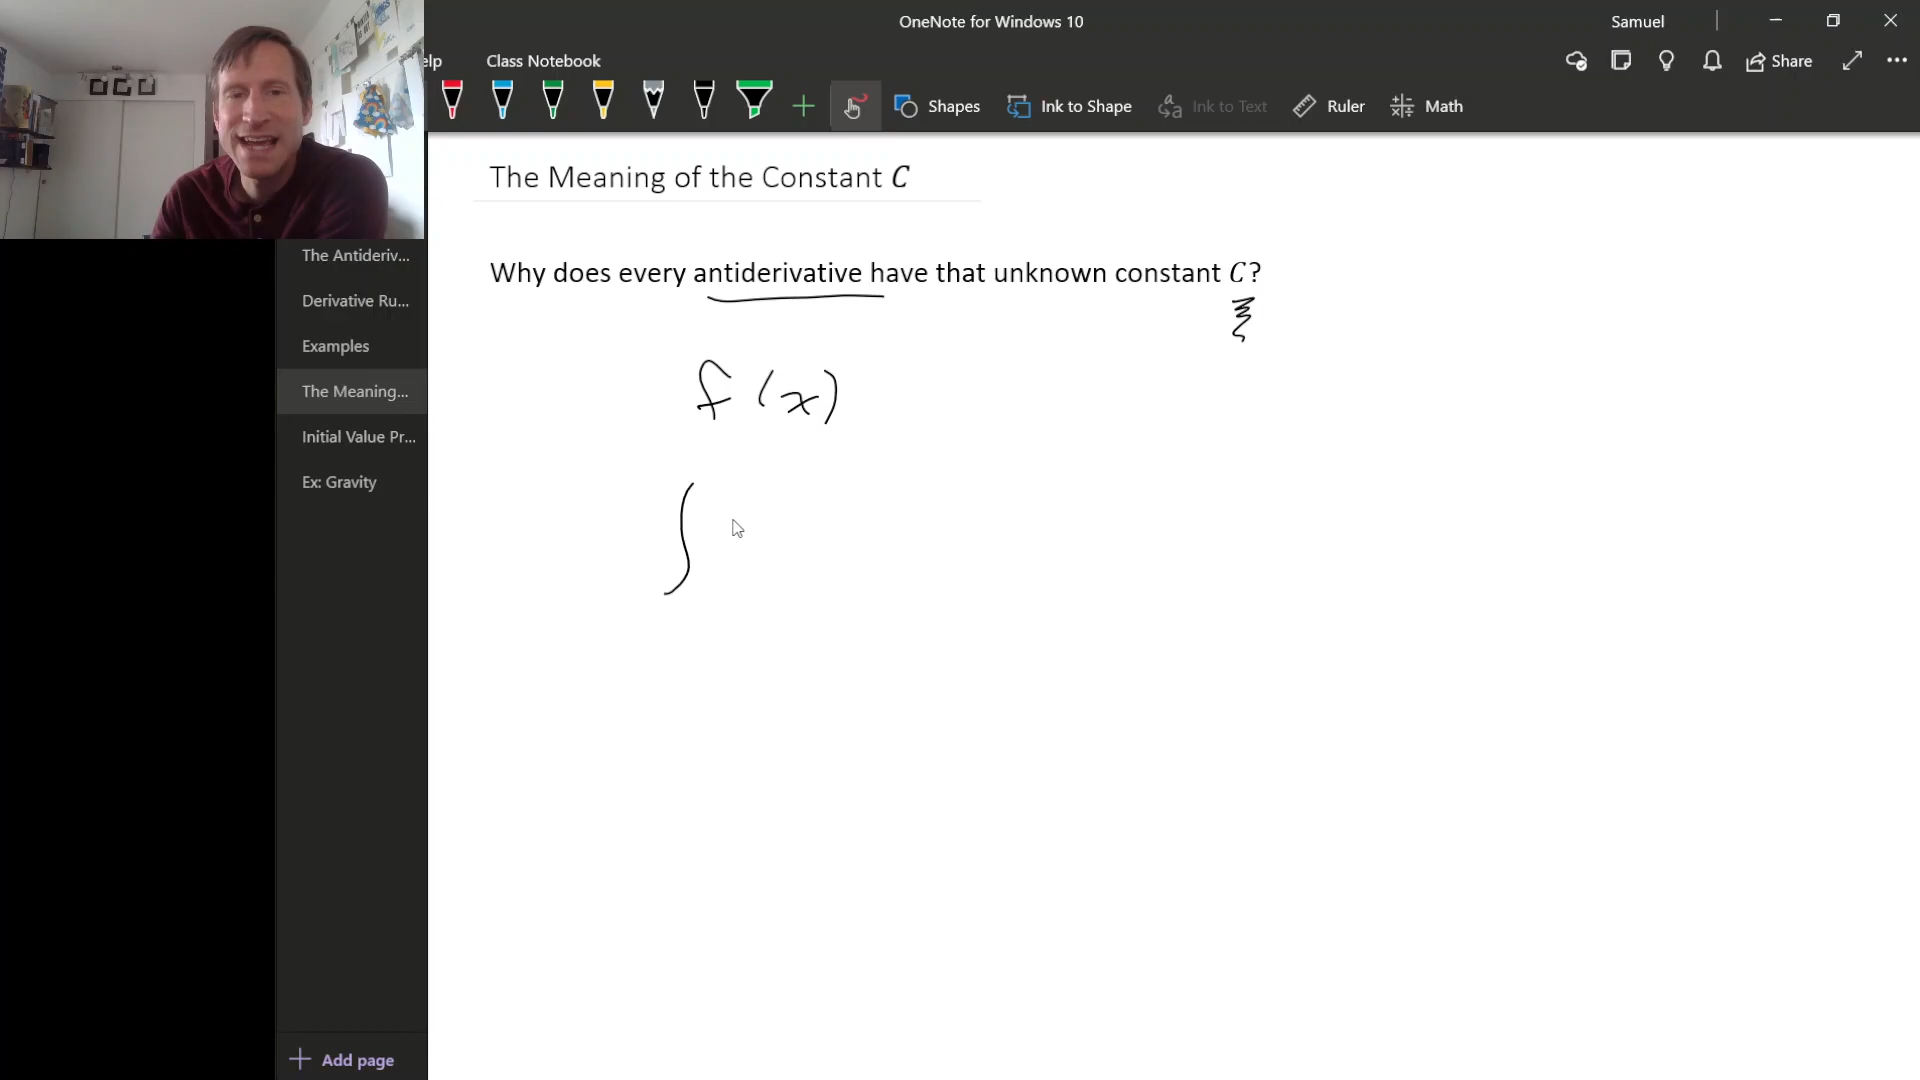 OneNote for Windows 10
Samuel
elp
Class Notebook
Share
Shapes
Ink to Shape
Ink to Text
Ruler
Math
The Meaning of the Constant C
The Antideriv...
Derivative Ru...
Examples
The Meaning...
Initial Value Pr...
Ex: Gravity
Why does every antiderivative have that unknown constant C?
f(x)
∫
Add page